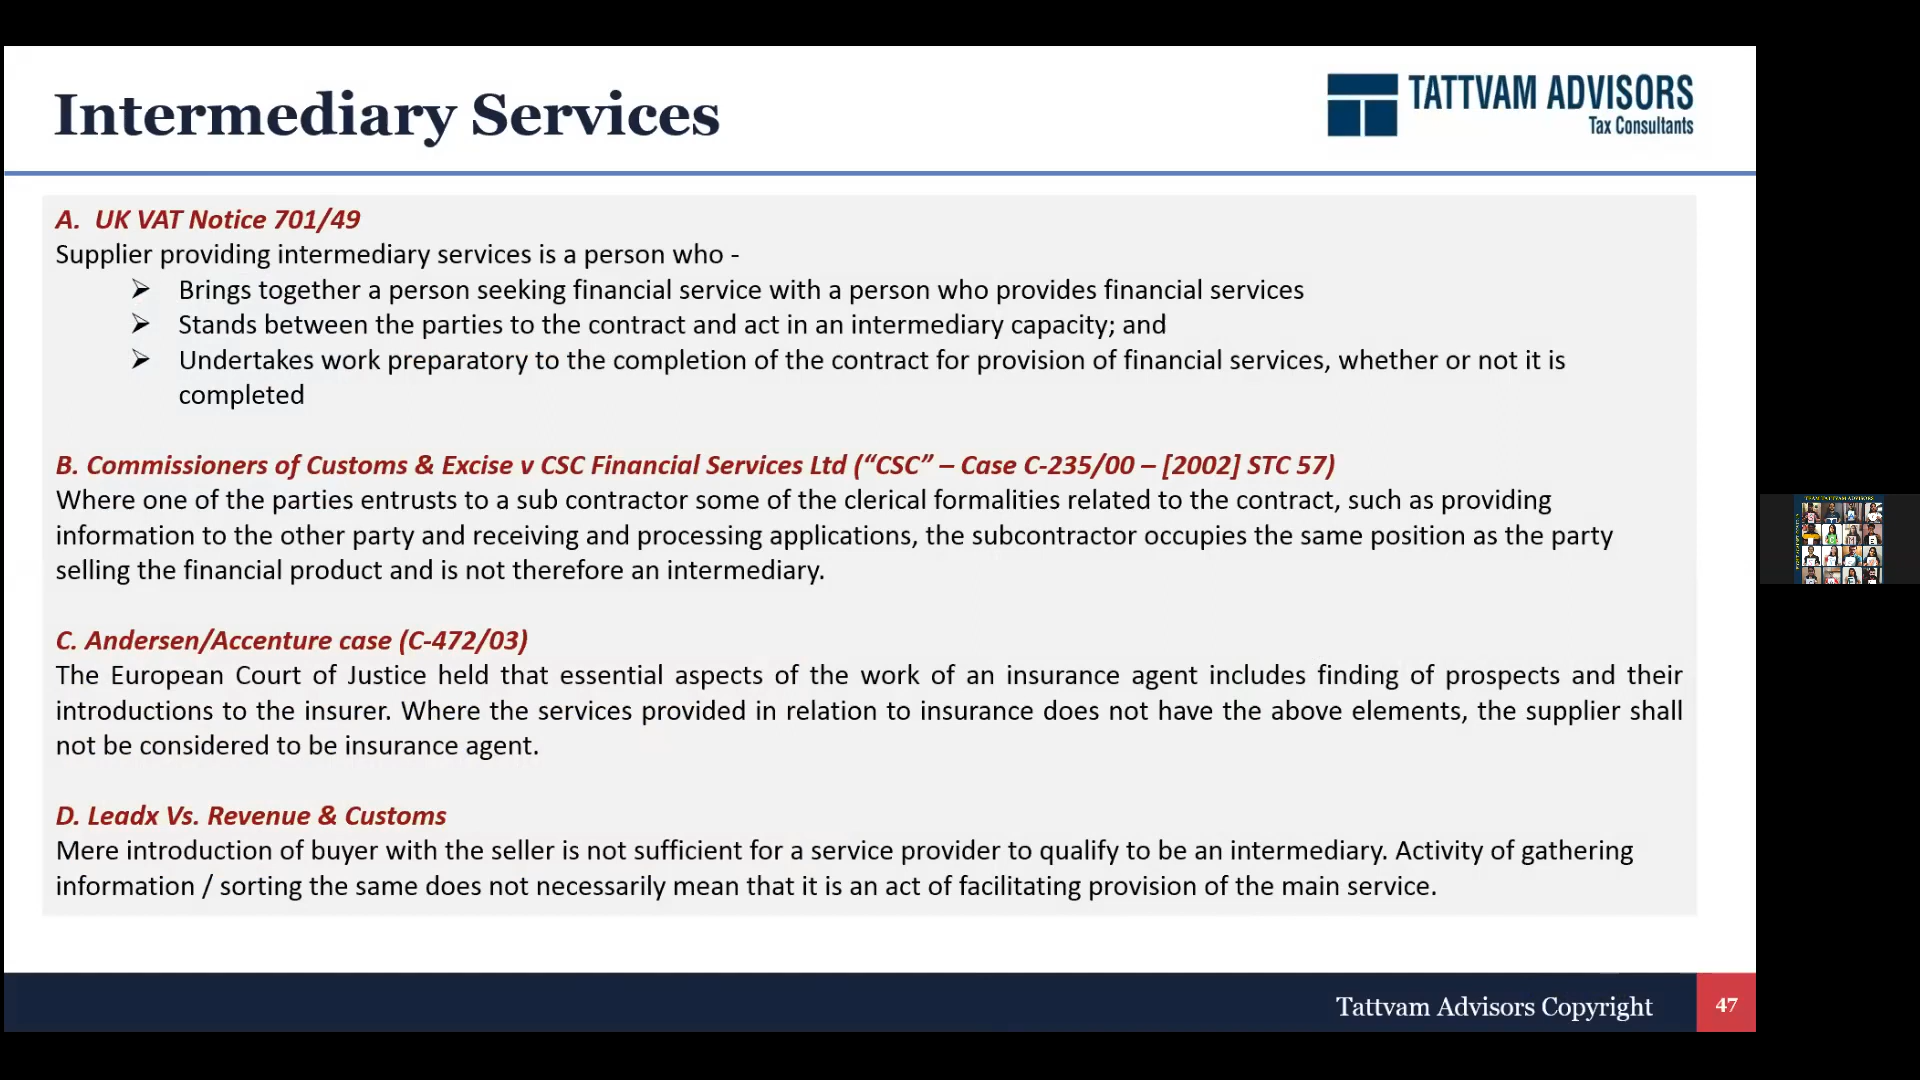 Intermediary Services
TATTVAM ADVISORS
Tax Consultants
A. UK VAT Notice 701/49
Supplier providing intermediary services is a person who -
➢ Brings together a person seeking financial service with a person who provides financial services
➢ Stands between the parties to the contract and act in an intermediary capacity; and
➢ Undertakes work preparatory to the completion of the contract for provision of financial services, whether or not it is
completed
B. Commissioners of Customs & Excise v CSC Financial Services Ltd (“CSC” – Case C-235/00 – [2002] STC 57)
Where one of the parties entrusts to a sub contractor some of the clerical formalities related to the contract, such as providing
information to the other party and receiving and processing applications, the subcontractor occupies the same position as the party
selling the financial product and is not therefore an intermediary.
C. Andersen/Accenture case (C-472/03)
The European Court of Justice held that essential aspects of the work of an insurance agent includes finding of prospects and their
introductions to the insurer. Where the services provided in relation to insurance does not have the above elements, the supplier shall
not be considered to be insurance agent.
D. Leadx Vs. Revenue & Customs
Mere introduction of buyer with the seller is not sufficient for a service provider to qualify to be an intermediary. Activity of gathering
information / sorting the same does not necessarily mean that it is an act of facilitating provision of the main service.
Tattvam Advisors Copyright
47
TEAM TATTVAM ADVISORS